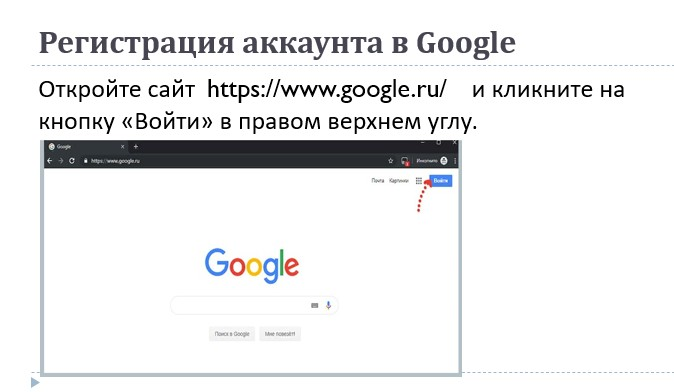 Регистрация аккаунта в Google
Откройте сайт https://www.google.ru/ и кликните на
кнопку «Войти» в правом верхнем углу.
Google
https://www.google.ru
Инкогнито
Почта Картинки Войти
Google
Поиск в Google Мне повезёт!